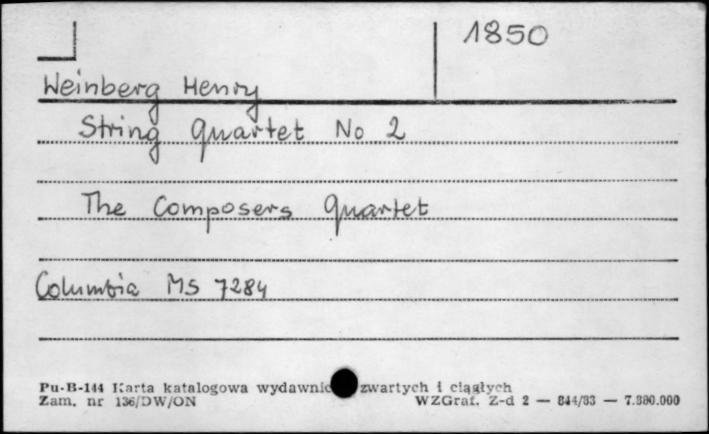 1850
Weinberg Henry
String Quartet No 2
The Composers Quartet
Columbia MS 7284
Pu-B-144 Karta katalogowa wydawnic zwartych i ciągłych
Zam. nr 136/DW/ON WZGraf. Z-d 2 — 844/83 — 7.380.000